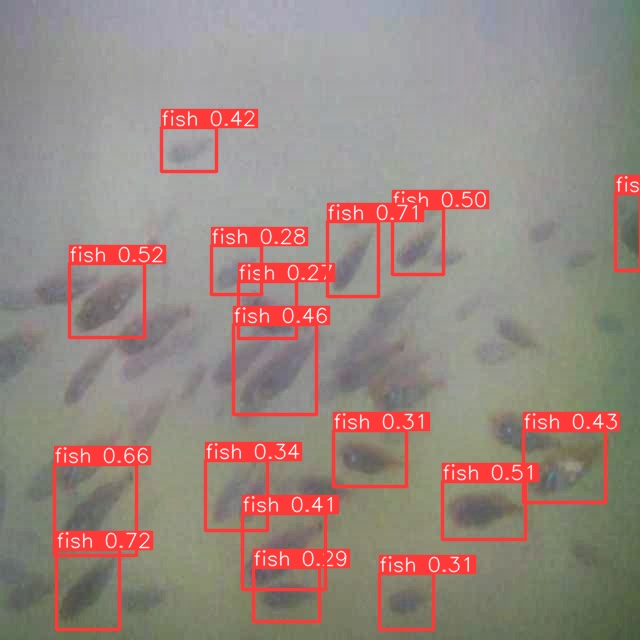 fish 0.42
fish 0.50
fis
fish 0.71
fish 0.28
fish 0.52
fish 0.27
fish 0.46
fish 0.31
fish 0.43
fish 0.34
fish 0.66
fish 0.51
fish 0.41
fish 0.72
fish 0.29
fish 0.31